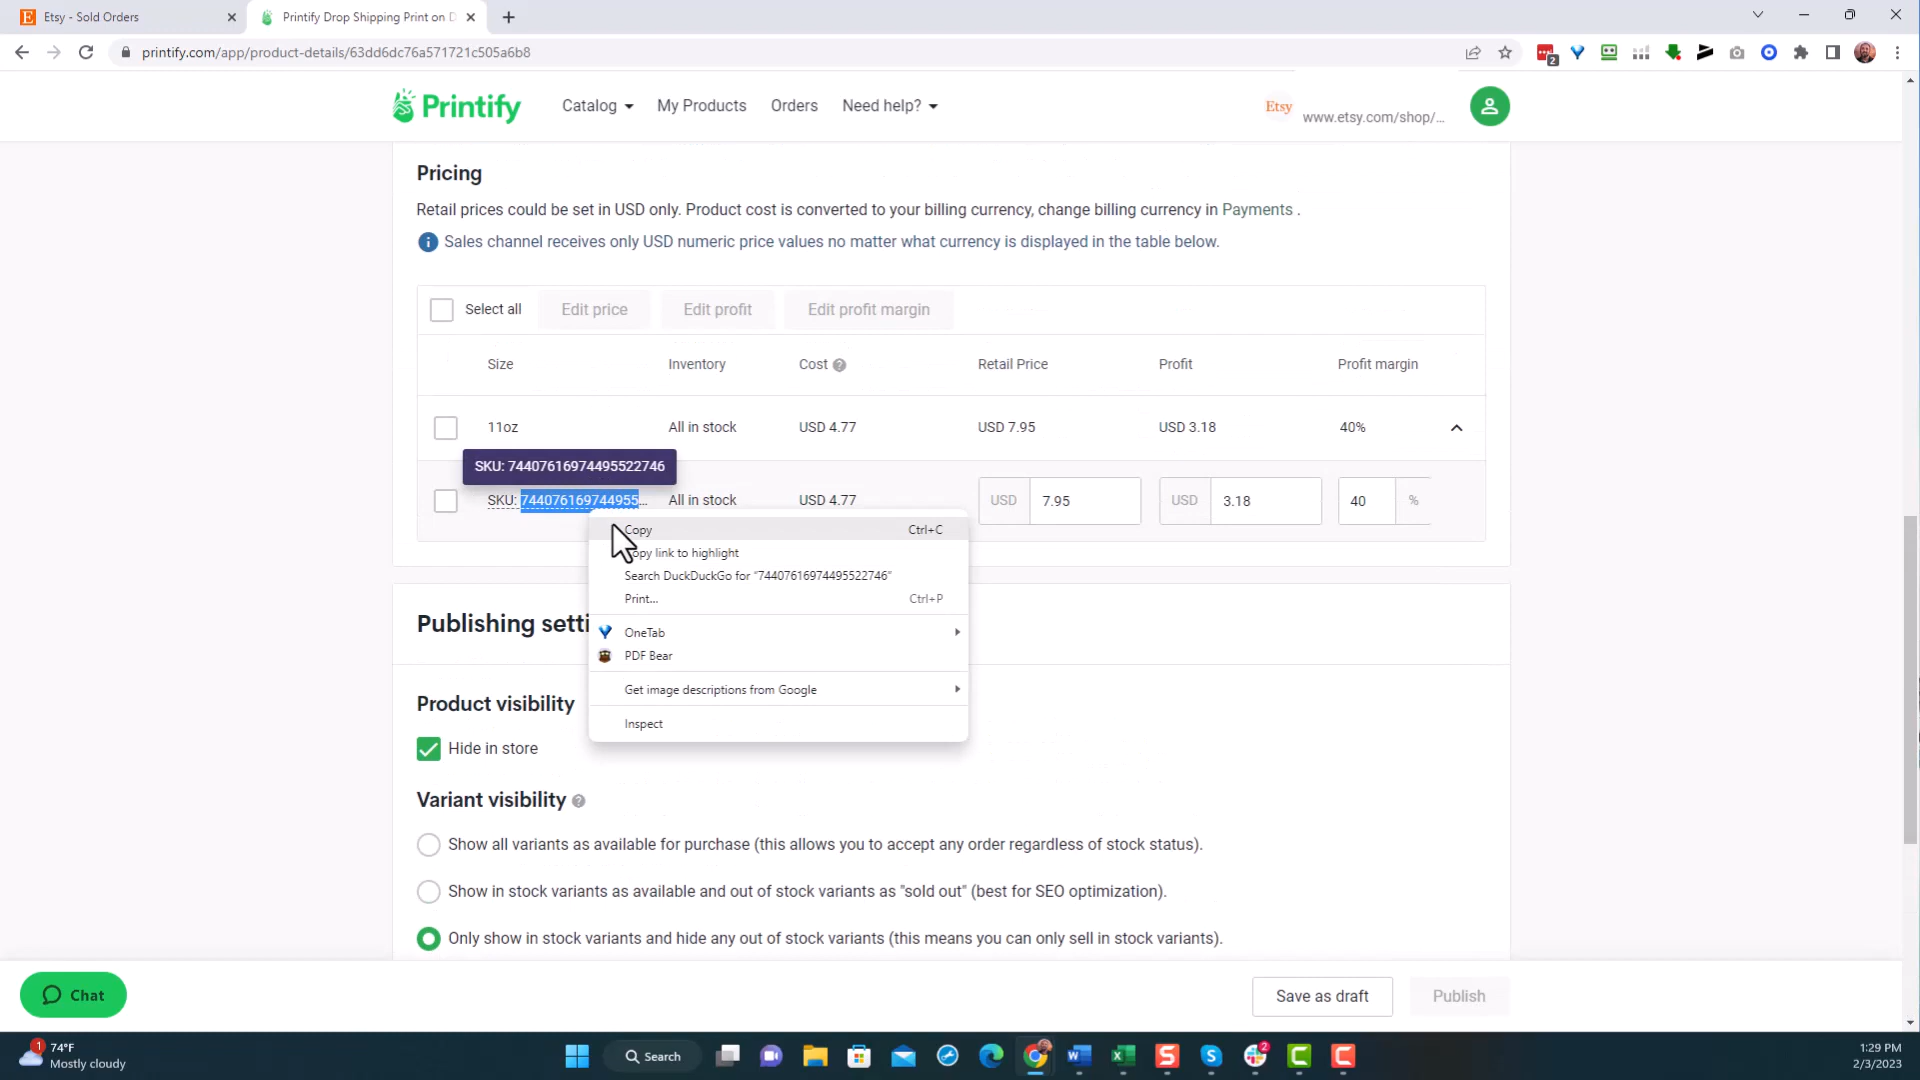 Etsy - Sold Orders
Printify Drop Shipping Print on D
printify.com/app/product-details/63dd6dc76a571721c505a6b8
2
Printify
Catalog
My Products
Orders
Need help?
Etsy
www.etsy.com/shop/...
Pricing
Retail prices could be set in USD only. Product cost is converted to your billing currency, change billing currency in Payments .
Sales channel receives only USD numeric price values no matter what currency is displayed in the table below.
Select all
Edit price
Edit profit
Edit profit margin
Size
Inventory
Cost
Retail Price
Profit
Profit margin
11oz
All in stock
USD 4.77
USD 7.95
USD 3.18
40%
SKU: 74407616974495522746
SKU: 744076169744955...
All in stock
USD 4.77
USD
7.95
USD
3.18
40
%
Copy
Ctrl+C
opy link to highlight
Search DuckDuckGo for "74407616974495522746"
Print...
Ctrl+P
OneTab
PDF Bear
Get image descriptions from Google
Inspect
Publishing setti
Product visibility
Hide in store
Variant visibility
Show all variants as available for purchase (this allows you to accept any order regardless of stock status).
Show in stock variants as available and out of stock variants as "sold out" (best for SEO optimization).
Only show in stock variants and hide any out of stock variants (this means you can only sell in stock variants).
Chat
Save as draft
Publish
1
74°F
Mostly cloudy
Search
2
1:29 PM
2/3/2023